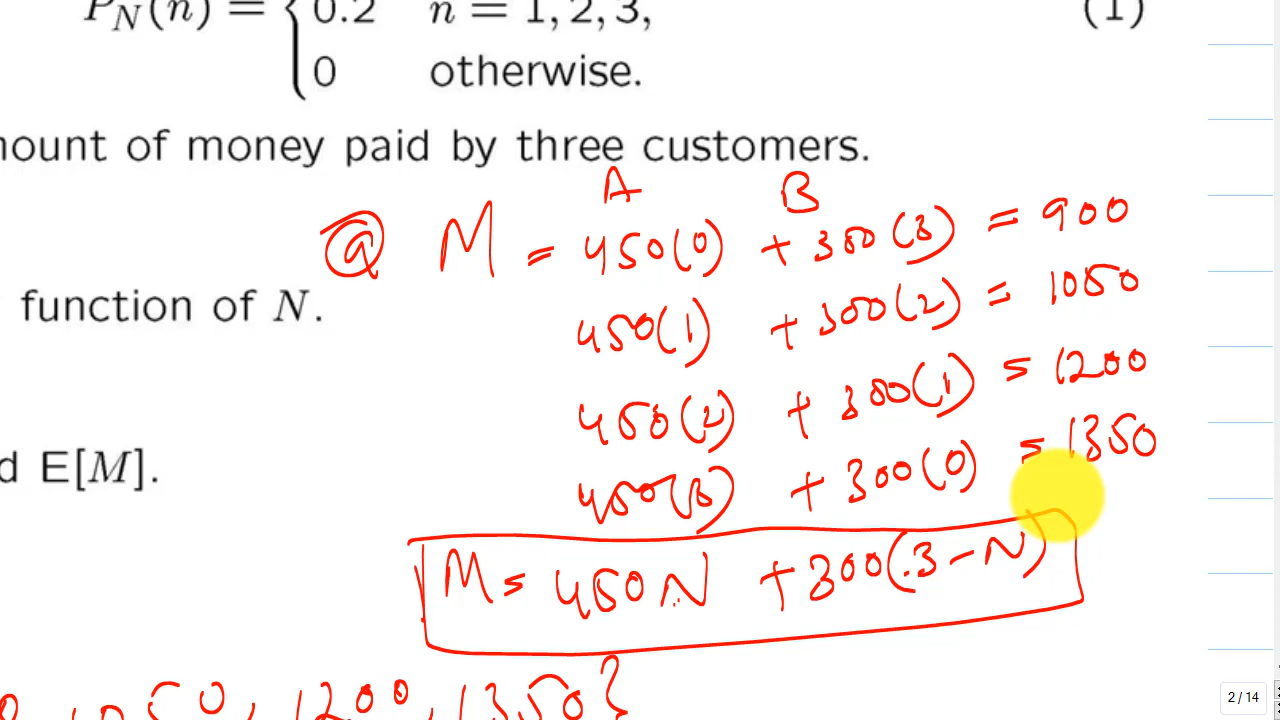 P_N(n) = { 0.2 n = 1, 2, 3, (1)
0 otherwise.
mount of money paid by three customers.
A B
@ M = 450(0) + 300(3) = 900
function of N.
450(1) + 300(2) = 1050
450(2) + 300(1) = 1200
d E[M].
450(3) + 300(0) = 1350
M = 450N + 300(3-N)
, 1050, 1200, 1350}
2 / 14